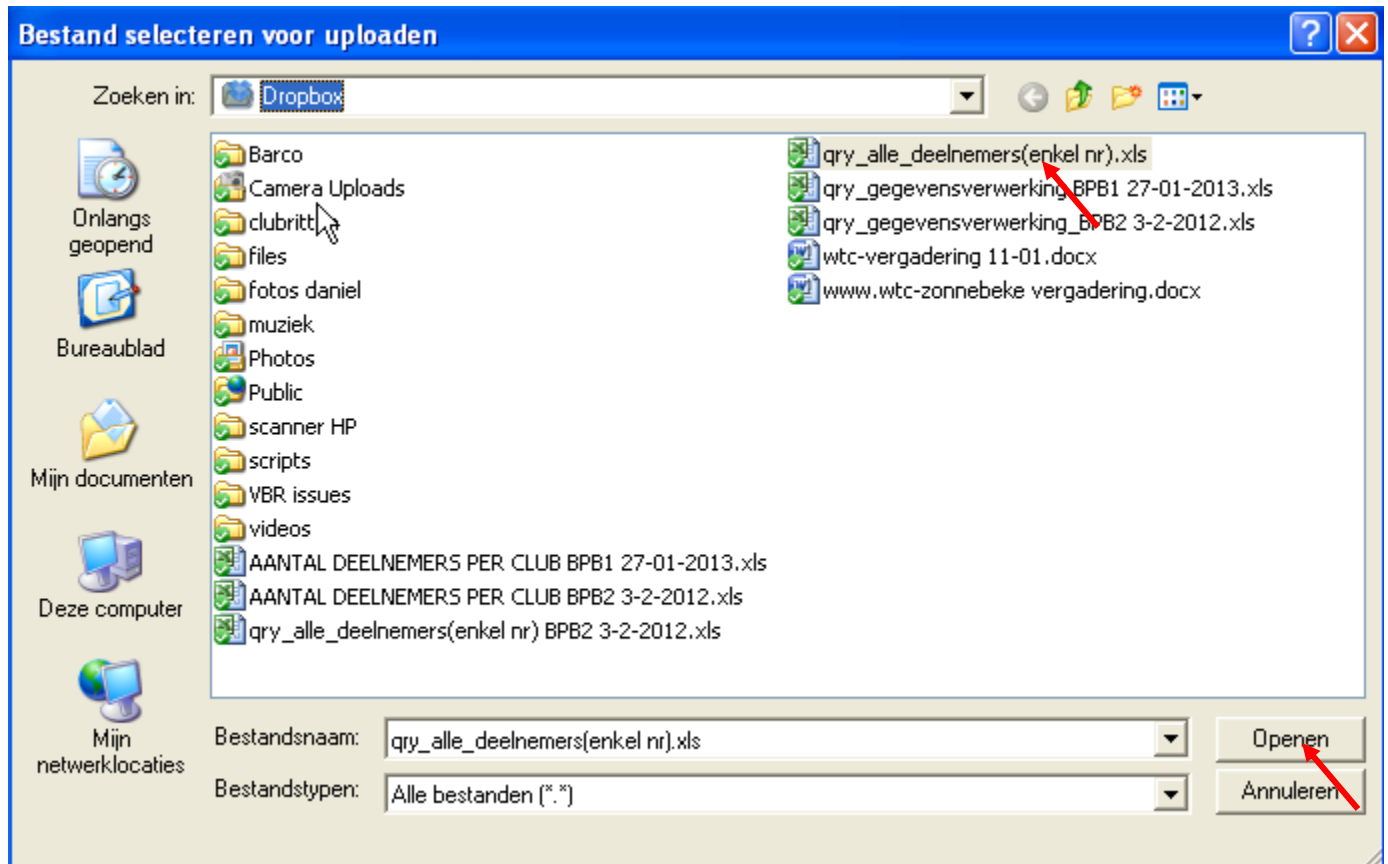 Bestand selecteren voor uploaden
Zoeken in: Dropbox
Onlangs
geopend
Bureaublad
Mijn documenten
Deze computer
Mijn
netwerklocaties
Barco
Camera Uploads
clubritt
files
fotos daniel
muziek
Photos
Public
scanner HP
scripts
VBR issues
videos
AANTAL DEELNEMERS PER CLUB BPB1 27-01-2013.xls
AANTAL DEELNEMERS PER CLUB BPB2 3-2-2012.xls
qry_alle_deelnemers(enkel nr) BPB2 3-2-2012.xls
qry_alle_deelnemers(enkel nr).xls
qry_gegevensverwerking_BPB1 27-01-2013.xls
qry_gegevensverwerking_BPB2 3-2-2012.xls
wtc-vergadering 11-01.docx
www.wtc-zonnebeke vergadering.docx
Bestandsnaam: qry_alle_deelnemers(enkel nr).xls
Openen
Bestandstypen: Alle bestanden (*.*)
Annuleren